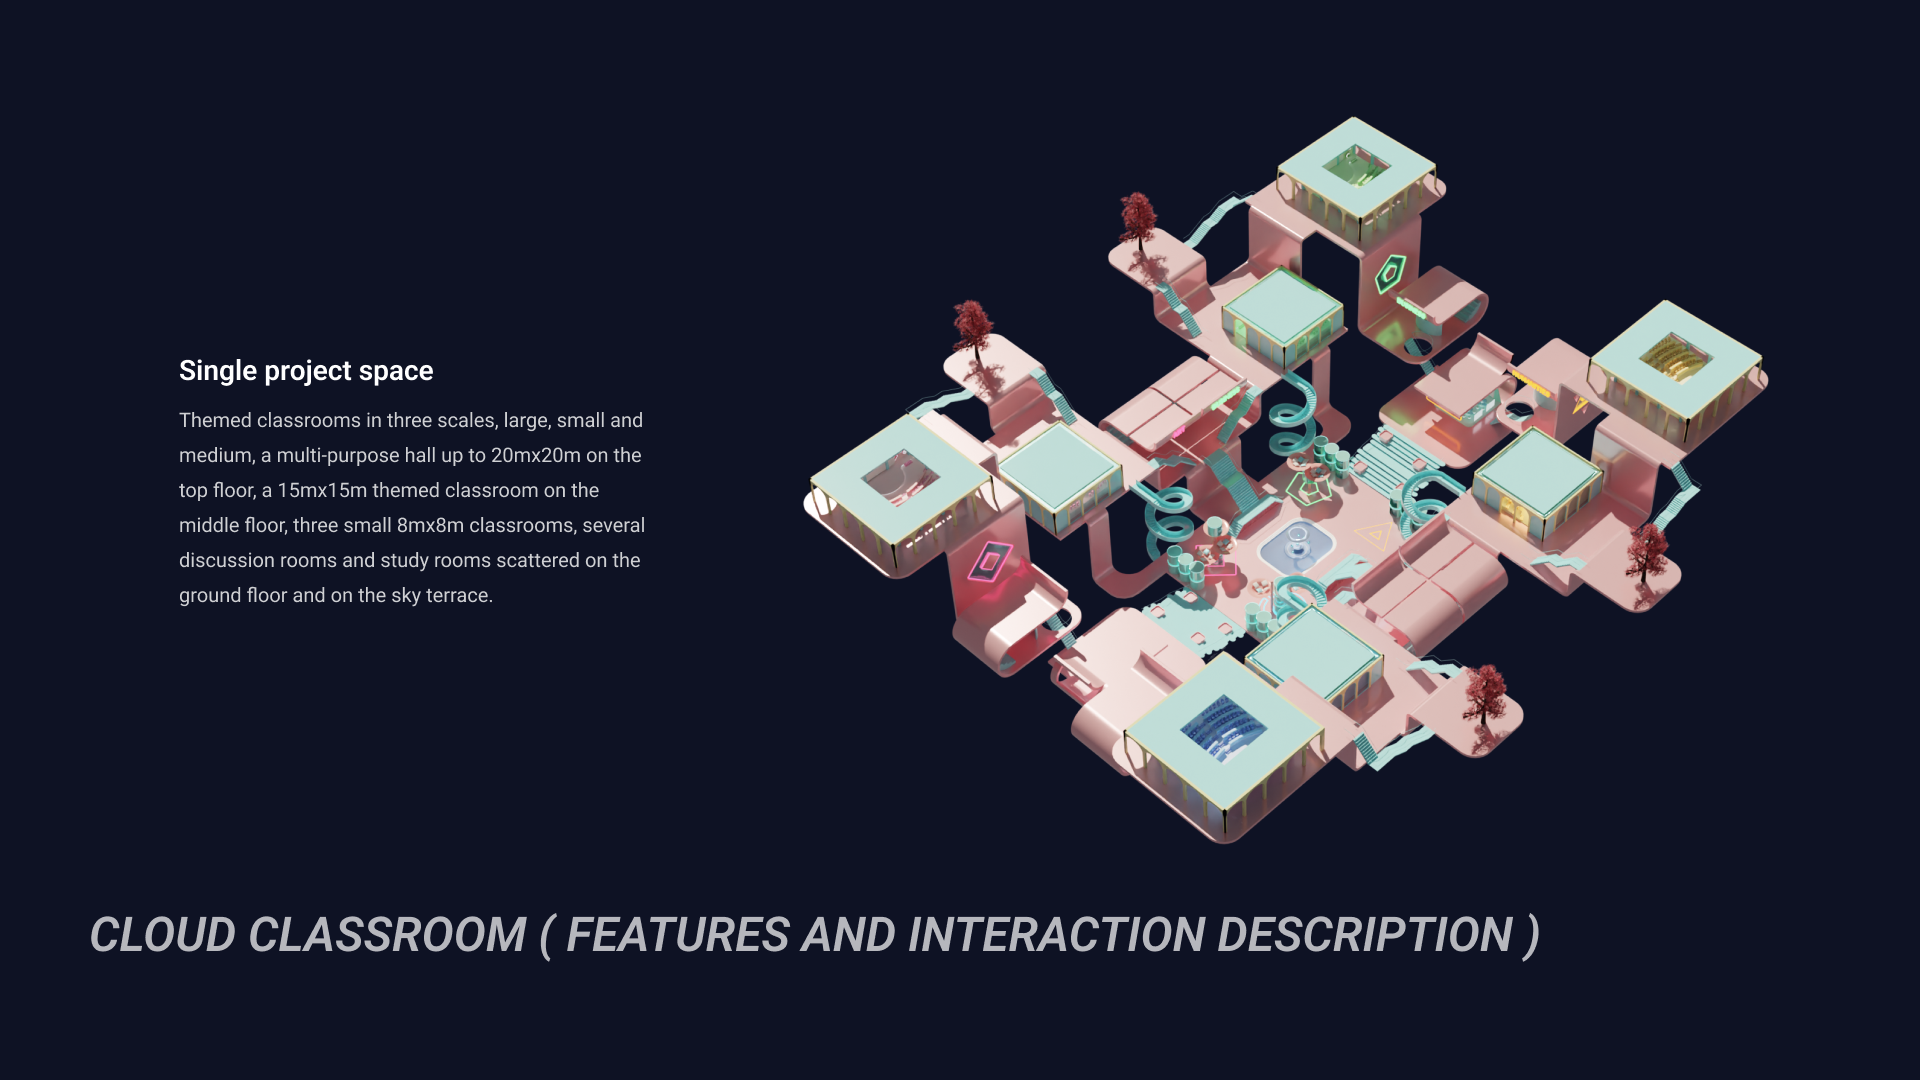 Single project space
Themed classrooms in three scales, large, small and
medium, a multi-purpose hall up to 20mx20m on the
top floor, a 15mx15m themed classroom on the
middle floor, three small 8mx8m classrooms, several
discussion rooms and study rooms scattered on the
ground floor and on the sky terrace.
CLOUD CLASSROOM ( FEATURES AND INTERACTION DESCRIPTION )